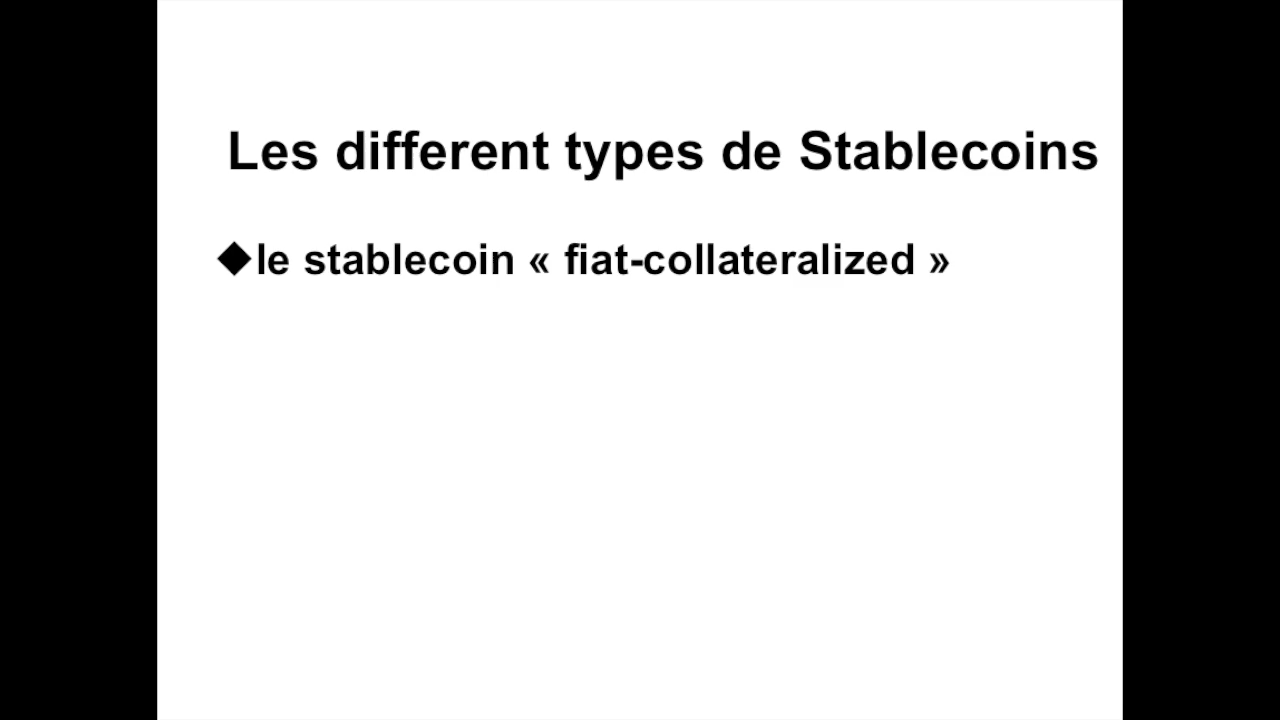 Les different types de Stablecoins
◆le stablecoin « fiat-collateralized »